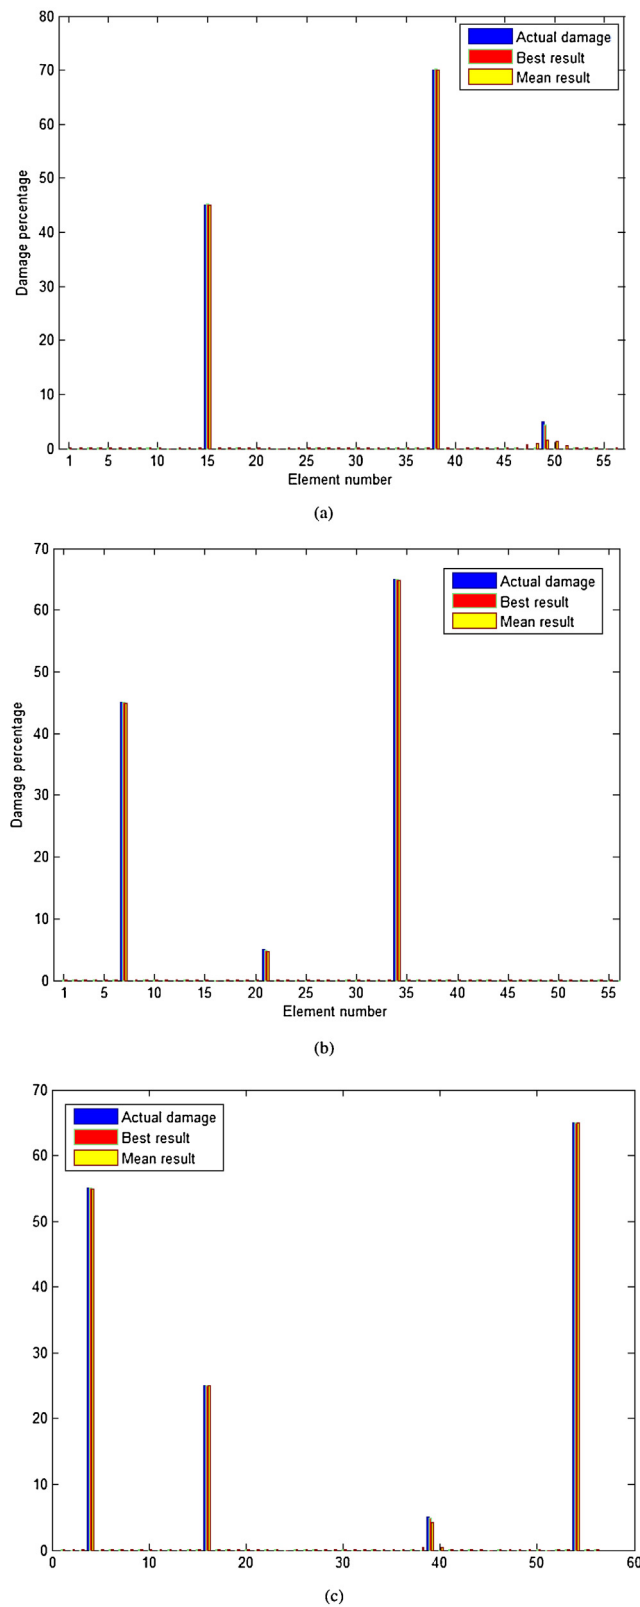 80
70
60
50
40
30
20
10
0
Damage percentage
Actual damage
Best result
Mean result
1 5 10 15 20 25 30 35 40 45 50 55
Element number
(a)
70
60
50
40
30
20
10
0
Damage percentage
Actual damage
Best result
Mean result
1 5 10 15 20 25 30 35 40 45 50 55
Element number
(b)
70
60
50
40
30
20
10
0
Actual damage
Best result
Mean result
0 10 20 30 40 50 60
(c)